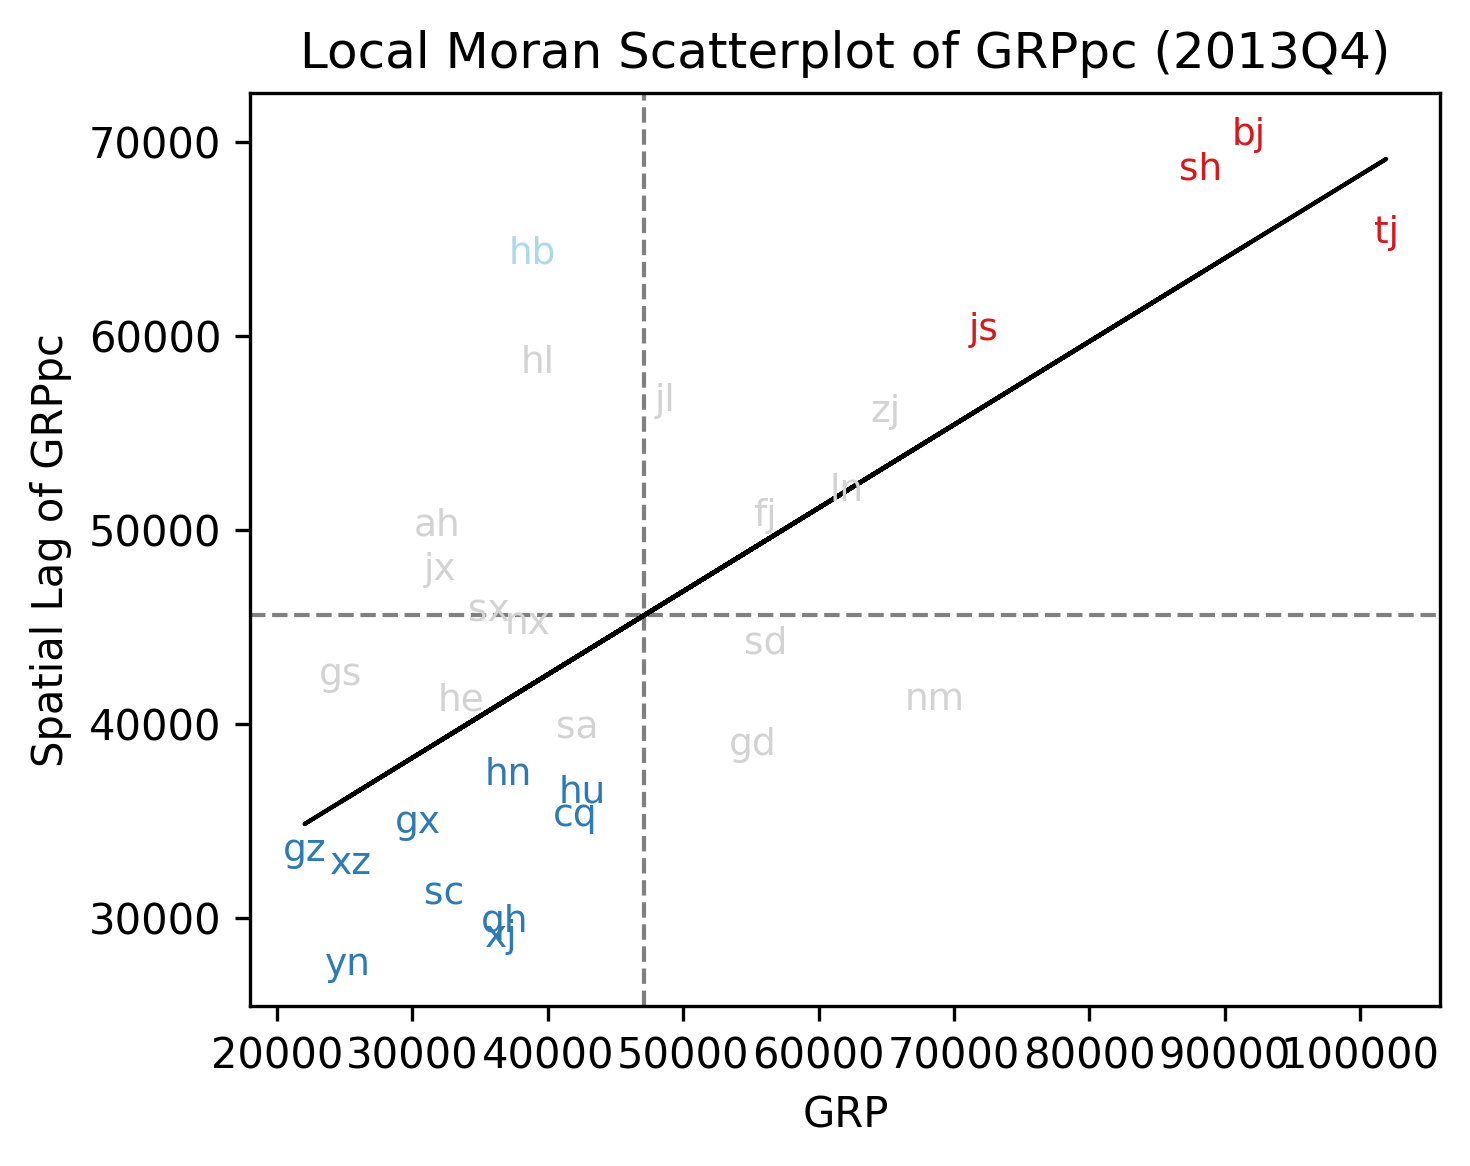 Local Moran Scatterplot of GRPpc (2013Q4)
Spatial Lag of GRPpc
70000
60000
50000
40000
30000
bj
sh
tj
hb
js
hl
jl
zj
ln
fj
ah
jx
sx
nx
sd
gs
he
nm
sa
gd
hn
hu
cq
gx
gz
xz
sc
qh
xj
yn
20000 30000 40000 50000 60000 70000 80000 90000 100000
GRP